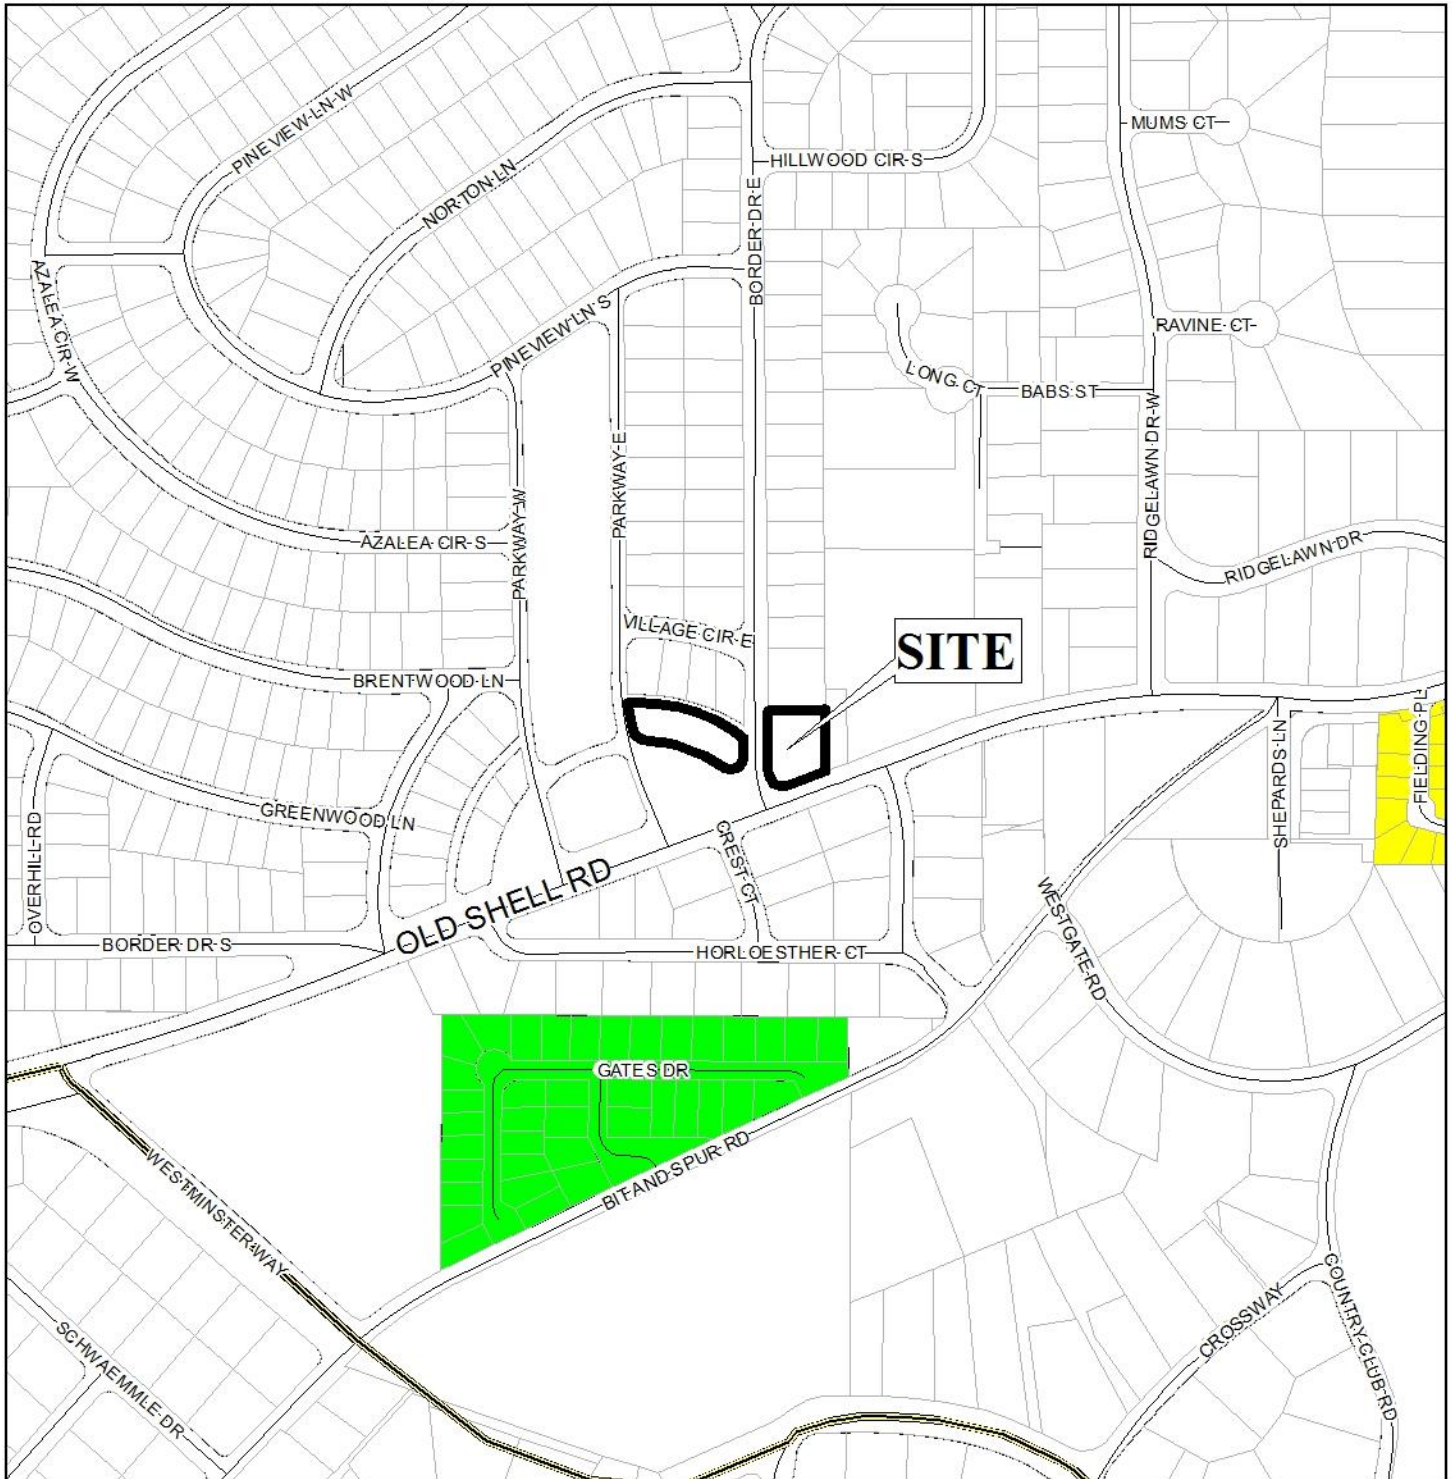 PINEVIEW LN W
MUMS CT
HILLWOOD CIR S
NORTON LN
BORDER DR E
AZALEA CIR W
PINEVIEW LN S
RAVINE CT
LONG CT
BABS ST
RIDGELAWN DR W
PARKWAY E
PARKWAY W
AZALEA CIR S
RIDGELAWN DR
VILLAGE CIR E
SITE
BRENTWOOD LN
FIELDING PL
SHEPARDS LN
GREENWOOD LN
OVERHILL RD
CREST CT
OLD SHELL RD
WESTGATE RD
BORDER DR S
HORLOESTHER CT
GATES DR
BIT AND SPUR RD
WESTMINSTER WAY
CROSSWAY
COUNTRY CLUB RD
SCHWAEMMLE DR